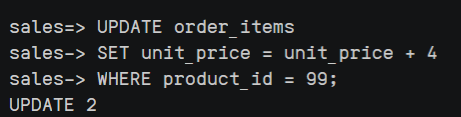 sales=> UPDATE order_items
sales-> SET unit_price = unit_price + 4
sales-> WHERE product_id = 99;
UPDATE 2